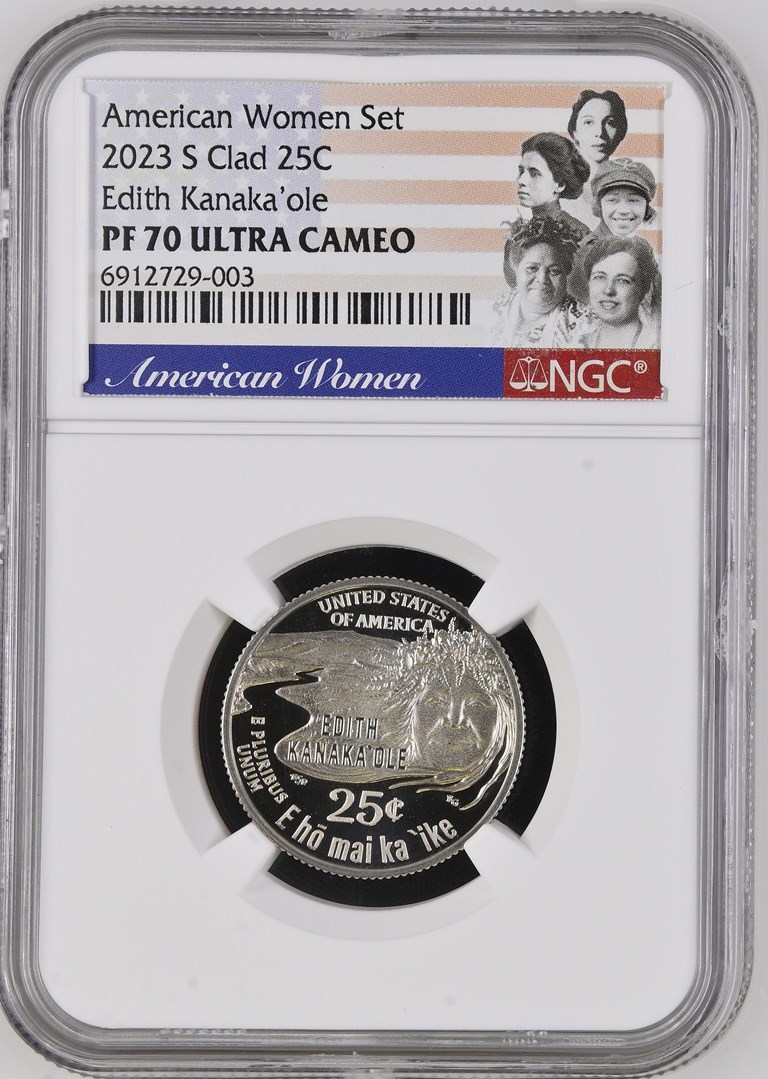 American Women Set
2023 S Clad 25C
Edith Kanaka'ole
PF 70 ULTRA CAMEO
6912729-003
American Women
NGC®
UNITED STATES
OF AMERICA
EDITH
KANAKA'OLE
E PLURIBUS
UNUM
25¢
E hō mai ka ʻike